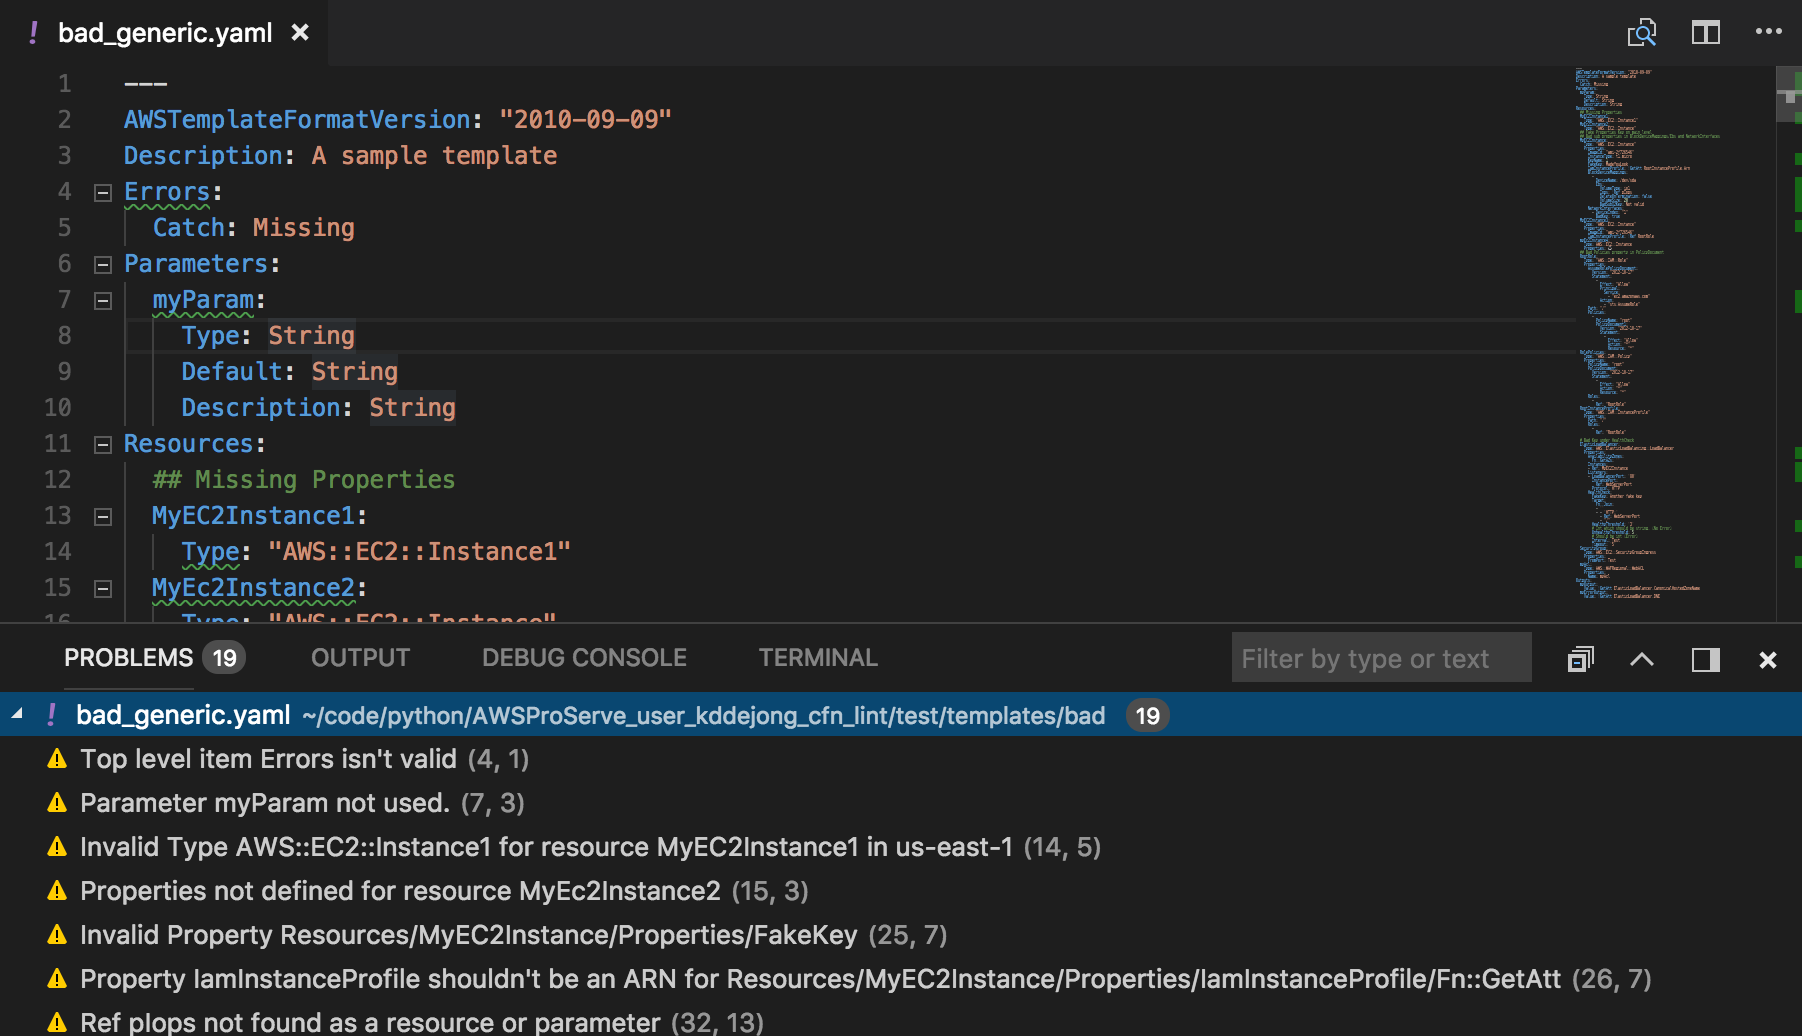 ! bad_generic.yaml ×
1 ---
2 AWSTemplateFormatVersion: "2010-09-09"
3 Description: A sample template
4 Errors:
5 Catch: Missing
6 Parameters:
7 myParam:
8 Type: String
9 Default: String
10 Description: String
11 Resources:
12 ## Missing Properties
13 MyEC2Instance1:
14 Type: "AWS::EC2::Instance1"
15 MyEc2Instance2:
16 Type: "AWS::EC2::Instance"
PROBLEMS 19 OUTPUT DEBUG CONSOLE TERMINAL Filter by type or text
! bad_generic.yaml ~/code/python/AWSProServe_user_kddejong_cfn_lint/test/templates/bad 19
Top level item Errors isn't valid (4, 1)
Parameter myParam not used. (7, 3)
Invalid Type AWS::EC2::Instance1 for resource MyEC2Instance1 in us-east-1 (14, 5)
Properties not defined for resource MyEc2Instance2 (15, 3)
Invalid Property Resources/MyEC2Instance/Properties/FakeKey (25, 7)
Property IamInstanceProfile shouldn't be an ARN for Resources/MyEC2Instance/Properties/IamInstanceProfile/Fn::GetAtt (26, 7)
Ref plops not found as a resource or parameter (32, 13)